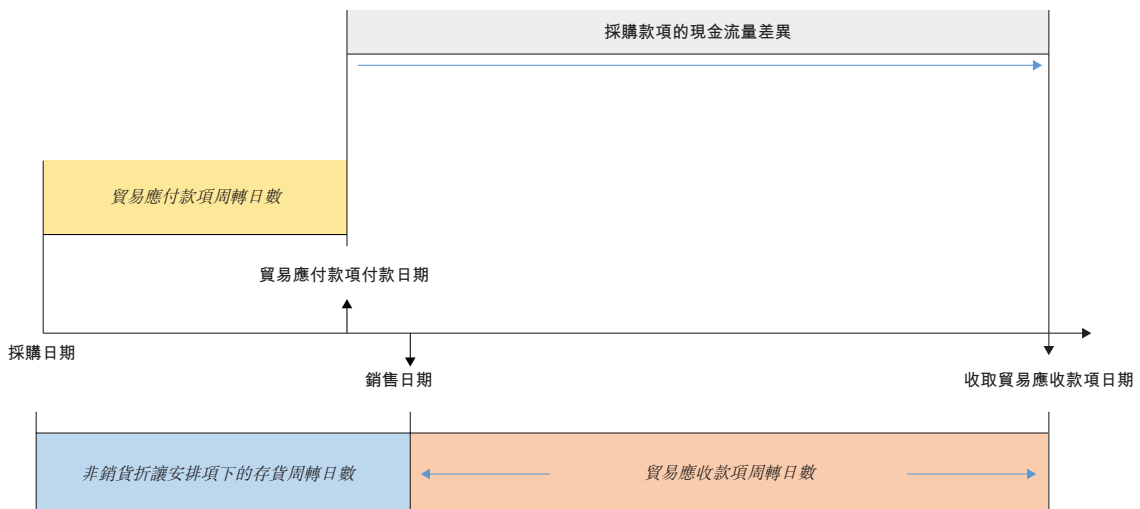 採購款項的現金流量差異
貿易應付款項周轉日數
貿易應付款項付款日期
採購日期
銷售日期
收取貿易應收款項日期
非銷貨折讓安排項下的存貨周轉日數
貿易應收款項周轉日數